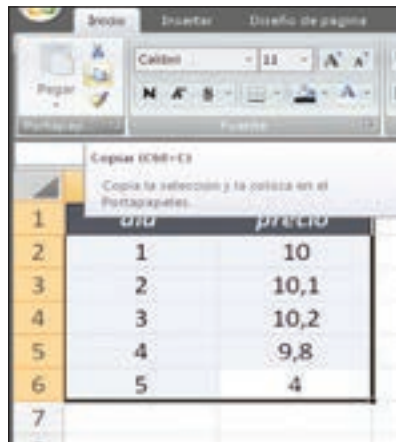 Inicio Insertar Diseño de página
Calibri 11 A A
Pegar
N K S A
Portapap... Fuente
Copiar (Ctrl+C)
Copia la selección y la coloca en el
Portapapeles.
1 día precio
2 1 10
3 2 10,1
4 3 10,2
5 4 9,8
6 5 4
7